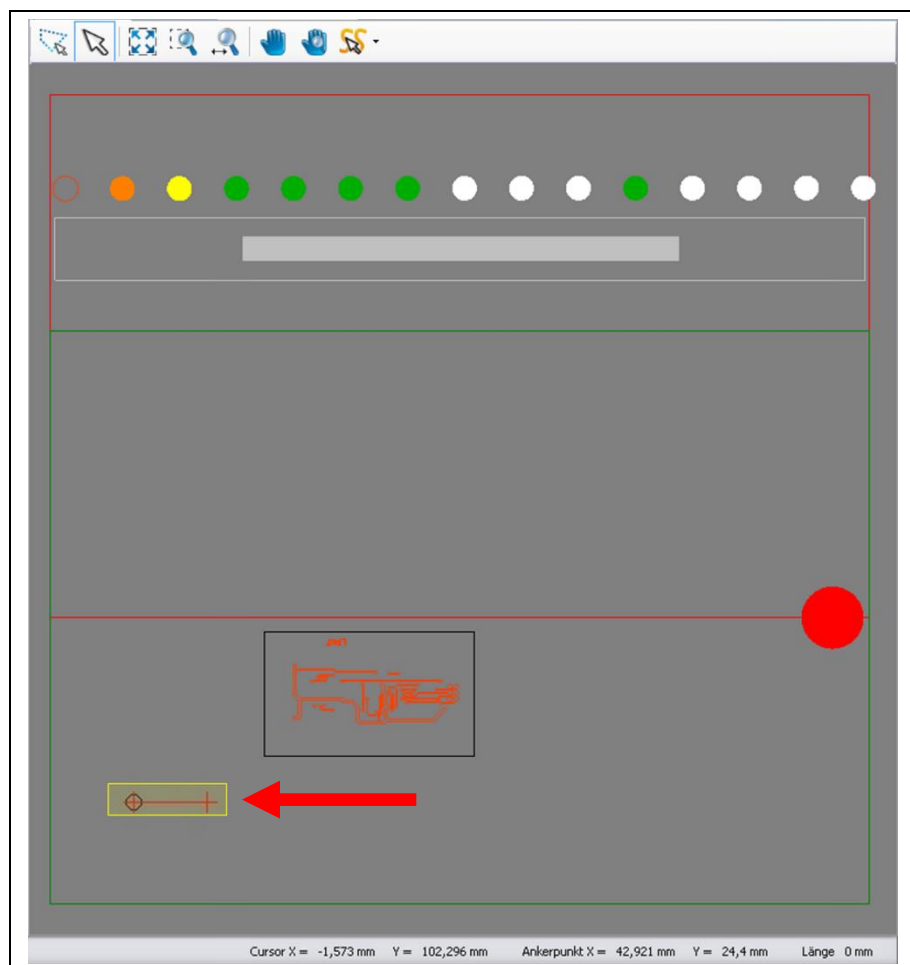 Cursor X = -1,573 mm Y = 102,296 mm Ankerpunkt X = 42,921 mm Y = 24,4 mm Länge 0 mm